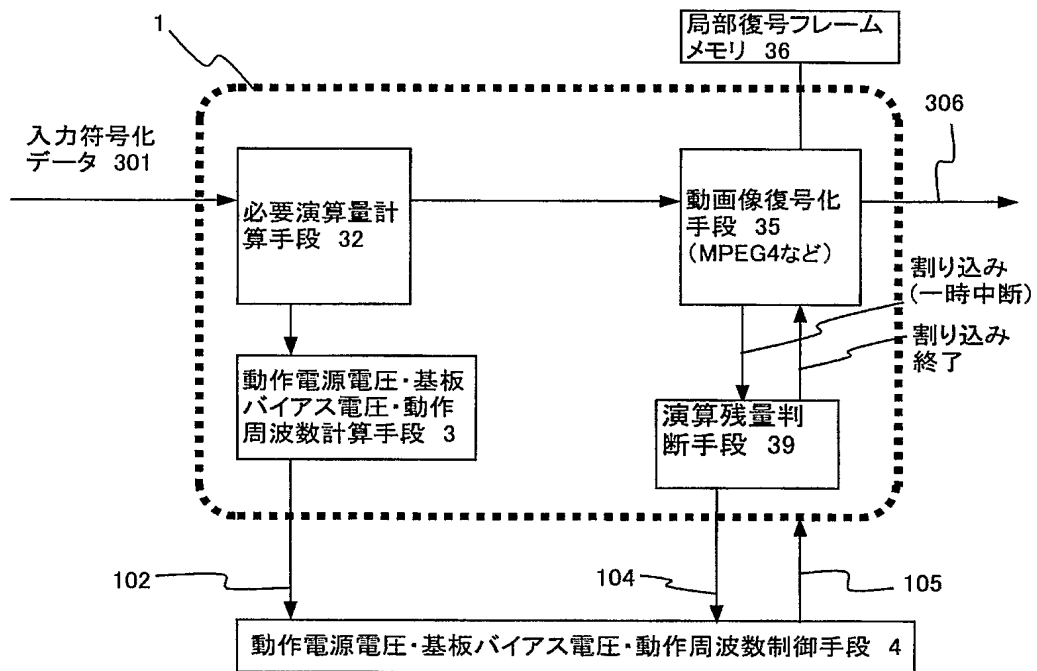 1
局部復号フレーム
メモリ 36
入力符号化
データ 301
306
必要演算量計
算手段 32
動画像復号化
手段 35
(MPEG4など)
割り込み
(一時中断)
割り込み
終了
動作電源電圧・基板
バイアス電圧・動作
周波数計算手段 3
演算残量判
断手段 39
102
104
105
動作電源電圧・基板バイアス電圧・動作周波数制御手段 4